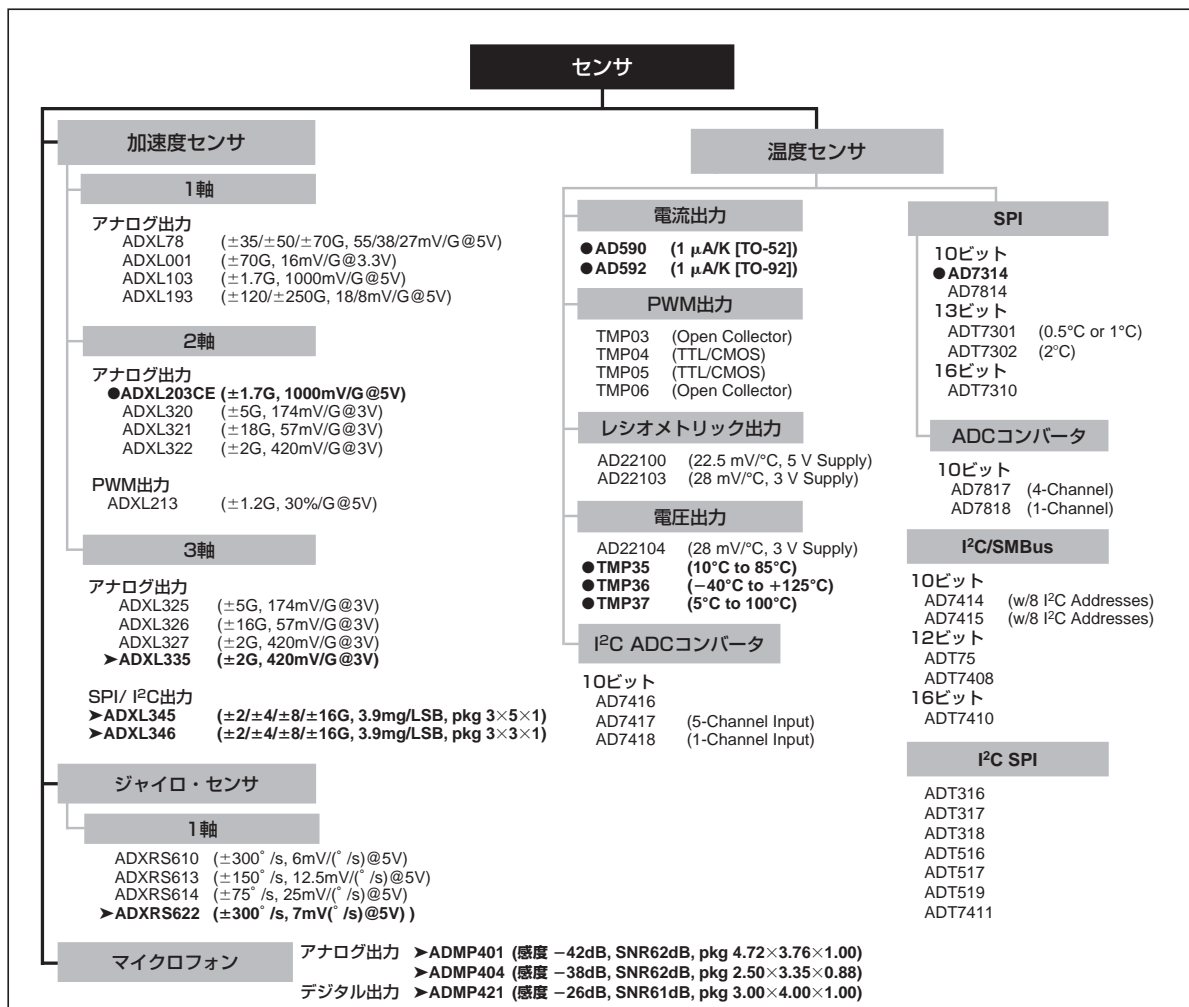 センサ
加速度センサ
1軸
アナログ出力
ADXL78 (±35/±50/±70G, 55/38/27mV/G@5V)
ADXL001 (±70G, 16mV/G@3.3V)
ADXL103 (±1.7G, 1000mV/G@5V)
ADXL193 (±120/±250G, 18/8mV/G@5V)
2軸
アナログ出力
●ADXL203CE (±1.7G, 1000mV/G@5V)
ADXL320 (±5G, 174mV/G@3V)
ADXL321 (±18G, 57mV/G@3V)
ADXL322 (±2G, 420mV/G@3V)
PWM出力
ADXL213 (±1.2G, 30%/G@5V)
3軸
アナログ出力
ADXL325 (±5G, 174mV/G@3V)
ADXL326 (±16G, 57mV/G@3V)
ADXL327 (±2G, 420mV/G@3V)
➤ADXL335 (±2G, 420mV/G@3V)
SPI/ I²C出力
➤ADXL345 (±2/±4/±8/±16G, 3.9mg/LSB, pkg 3×5×1)
➤ADXL346 (±2/±4/±8/±16G, 3.9mg/LSB, pkg 3×3×1)
ジャイロ・センサ
1軸
ADXRS610 (±300°/s, 6mV/(°/s)@5V)
ADXRS613 (±150°/s, 12.5mV/(°/s)@5V)
ADXRS614 (±75°/s, 25mV/(°/s)@5V)
➤ADXRS622 (±300°/s, 7mV(°/s)@5V) )
マイクロフォン
アナログ出力 ➤ADMP401 (感度 −42dB, SNR62dB, pkg 4.72×3.76×1.00)
➤ADMP404 (感度 −38dB, SNR62dB, pkg 2.50×3.35×0.88)
デジタル出力 ➤ADMP421 (感度 −26dB, SNR61dB, pkg 3.00×4.00×1.00)
温度センサ
電流出力
●AD590 (1 µA/K [TO-52])
●AD592 (1 µA/K [TO-92])
PWM出力
TMP03 (Open Collector)
TMP04 (TTL/CMOS)
TMP05 (TTL/CMOS)
TMP06 (Open Collector)
レシオメトリック出力
AD22100 (22.5 mV/°C, 5 V Supply)
AD22103 (28 mV/°C, 3 V Supply)
電圧出力
AD22104 (28 mV/°C, 3 V Supply)
●TMP35 (10°C to 85°C)
●TMP36 (−40°C to +125°C)
●TMP37 (5°C to 100°C)
I²C ADCコンバータ
10ビット
AD7416
AD7417 (5-Channel Input)
AD7418 (1-Channel Input)
SPI
10ビット
●AD7314
AD7814
13ビット
ADT7301 (0.5°C or 1°C)
ADT7302 (2°C)
16ビット
ADT7310
ADCコンバータ
10ビット
AD7817 (4-Channel)
AD7818 (1-Channel)
I²C/SMBus
10ビット
AD7414 (w/8 I²C Addresses)
AD7415 (w/8 I²C Addresses)
12ビット
ADT75
ADT7408
16ビット
ADT7410
I²C SPI
ADT316
ADT317
ADT318
ADT516
ADT517
ADT519
ADT7411